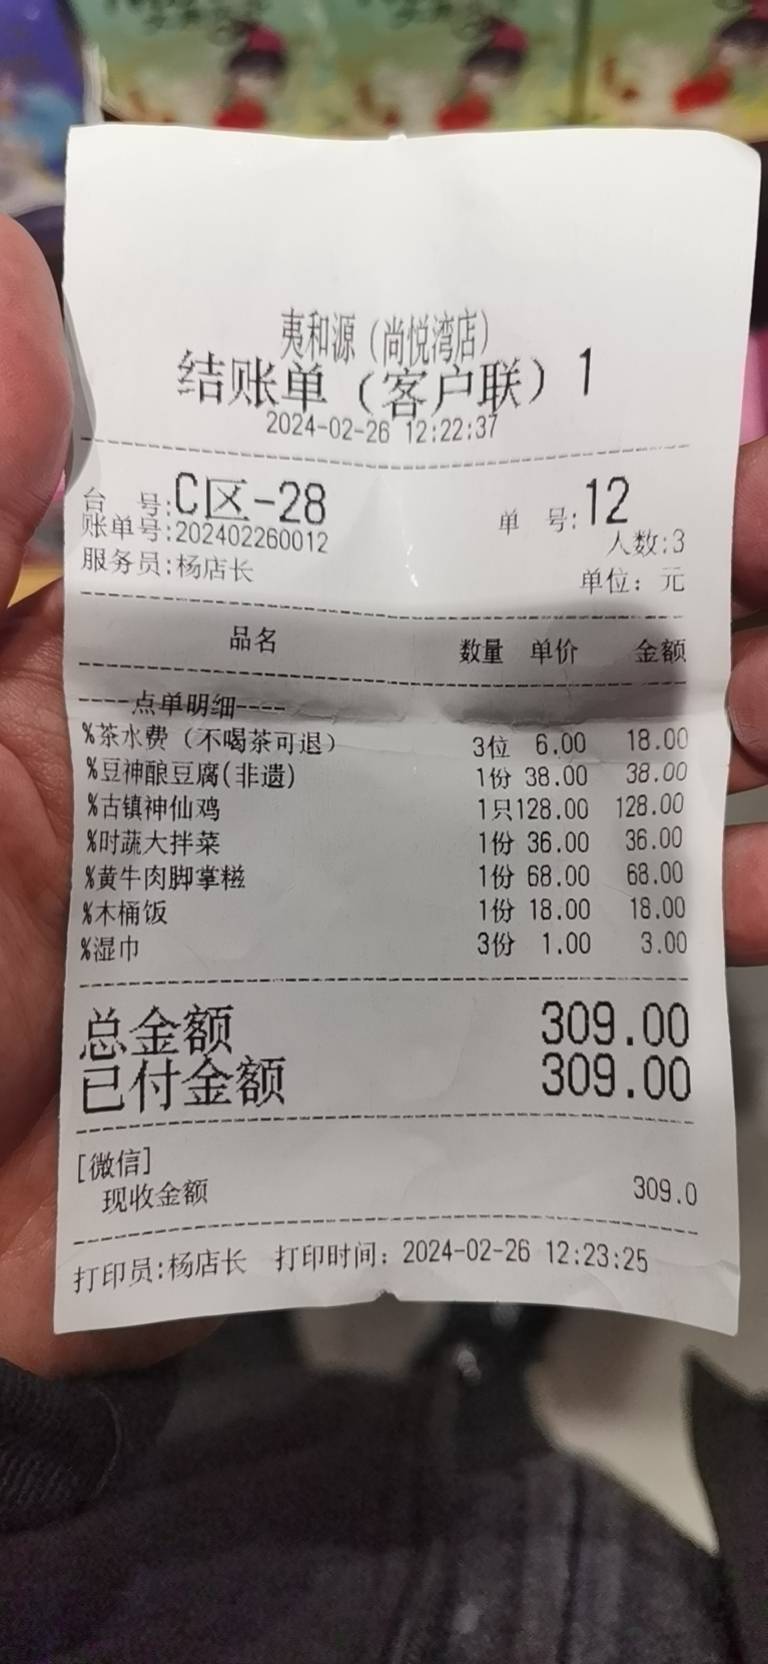 夷和源（尚悦湾店）
结账单（客户联）1
2024-02-26 12:22:37
台 号:C区-28 单 号:12
账单号:202402260012 人数:3
服务员:杨店长 单位：元
品名 数量 单价 金额
----点单明细----
%茶水费（不喝茶可退） 3位 6.00 18.00
%豆神酿豆腐(非遗) 1份 38.00 38.00
%古镇神仙鸡 1只128.00 128.00
%时蔬大拌菜 1份 36.00 36.00
%黄牛肉脚掌糍 1份 68.00 68.00
%木桶饭 1份 18.00 18.00
%湿巾 3份 1.00 3.00
总金额 309.00
已付金额 309.00
[微信]
现收金额 309.0
打印员:杨店长 打印时间：2024-02-26 12:23:25